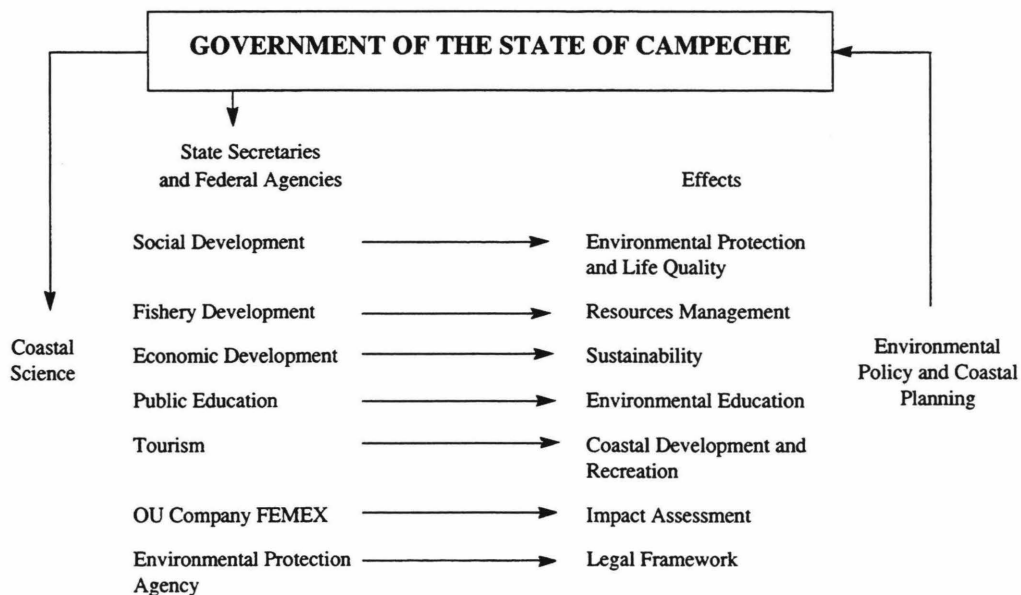 GOVERNMENT OF THE STATE OF CAMPECHE
State Secretaries
and Federal Agencies
Effects
Social Development
Environmental Protection
and Life Quality
Fishery Development
Resources Management
Coastal
Science
Economic Development
Sustainability
Environmental
Policy and Coastal
Planning
Public Education
Environmental Education
Tourism
Coastal Development and
Recreation
OU Company FEMEX
Impact Assessment
Environmental Protection
Agency
Legal Framework